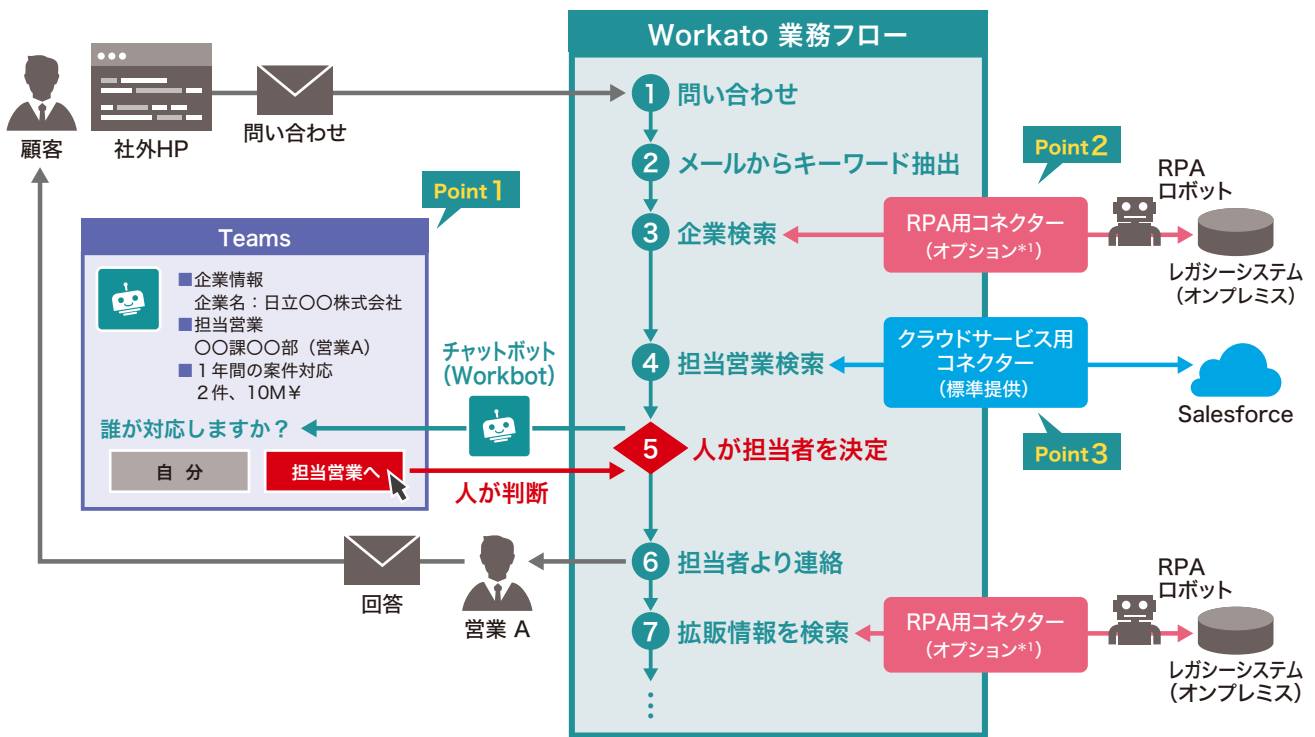 Workato 業務フロー
顧客
社外HP
問い合わせ
1 問い合わせ
2 メールからキーワード抽出
3 企業検索
4 担当営業検索
5 人が担当者を決定
6 担当者より連絡
7 拡販情報を検索
⋮
Point 1
Teams
■企業情報
企業名：日立〇〇株式会社
■担当営業
〇〇課〇〇部（営業A）
■１年間の案件対応
２件、10M￥
誰が対応しますか？
自 分
担当営業へ
チャットボット
（Workbot）
人が判断
回答
営業 A
Point 2
RPA用コネクター
（オプション*1）
RPA
ロボット
レガシーシステム
（オンプレミス）
クラウドサービス用
コネクター
（標準提供）
Salesforce
Point 3
RPA用コネクター
（オプション*1）
RPA
ロボット
レガシーシステム
（オンプレミス）